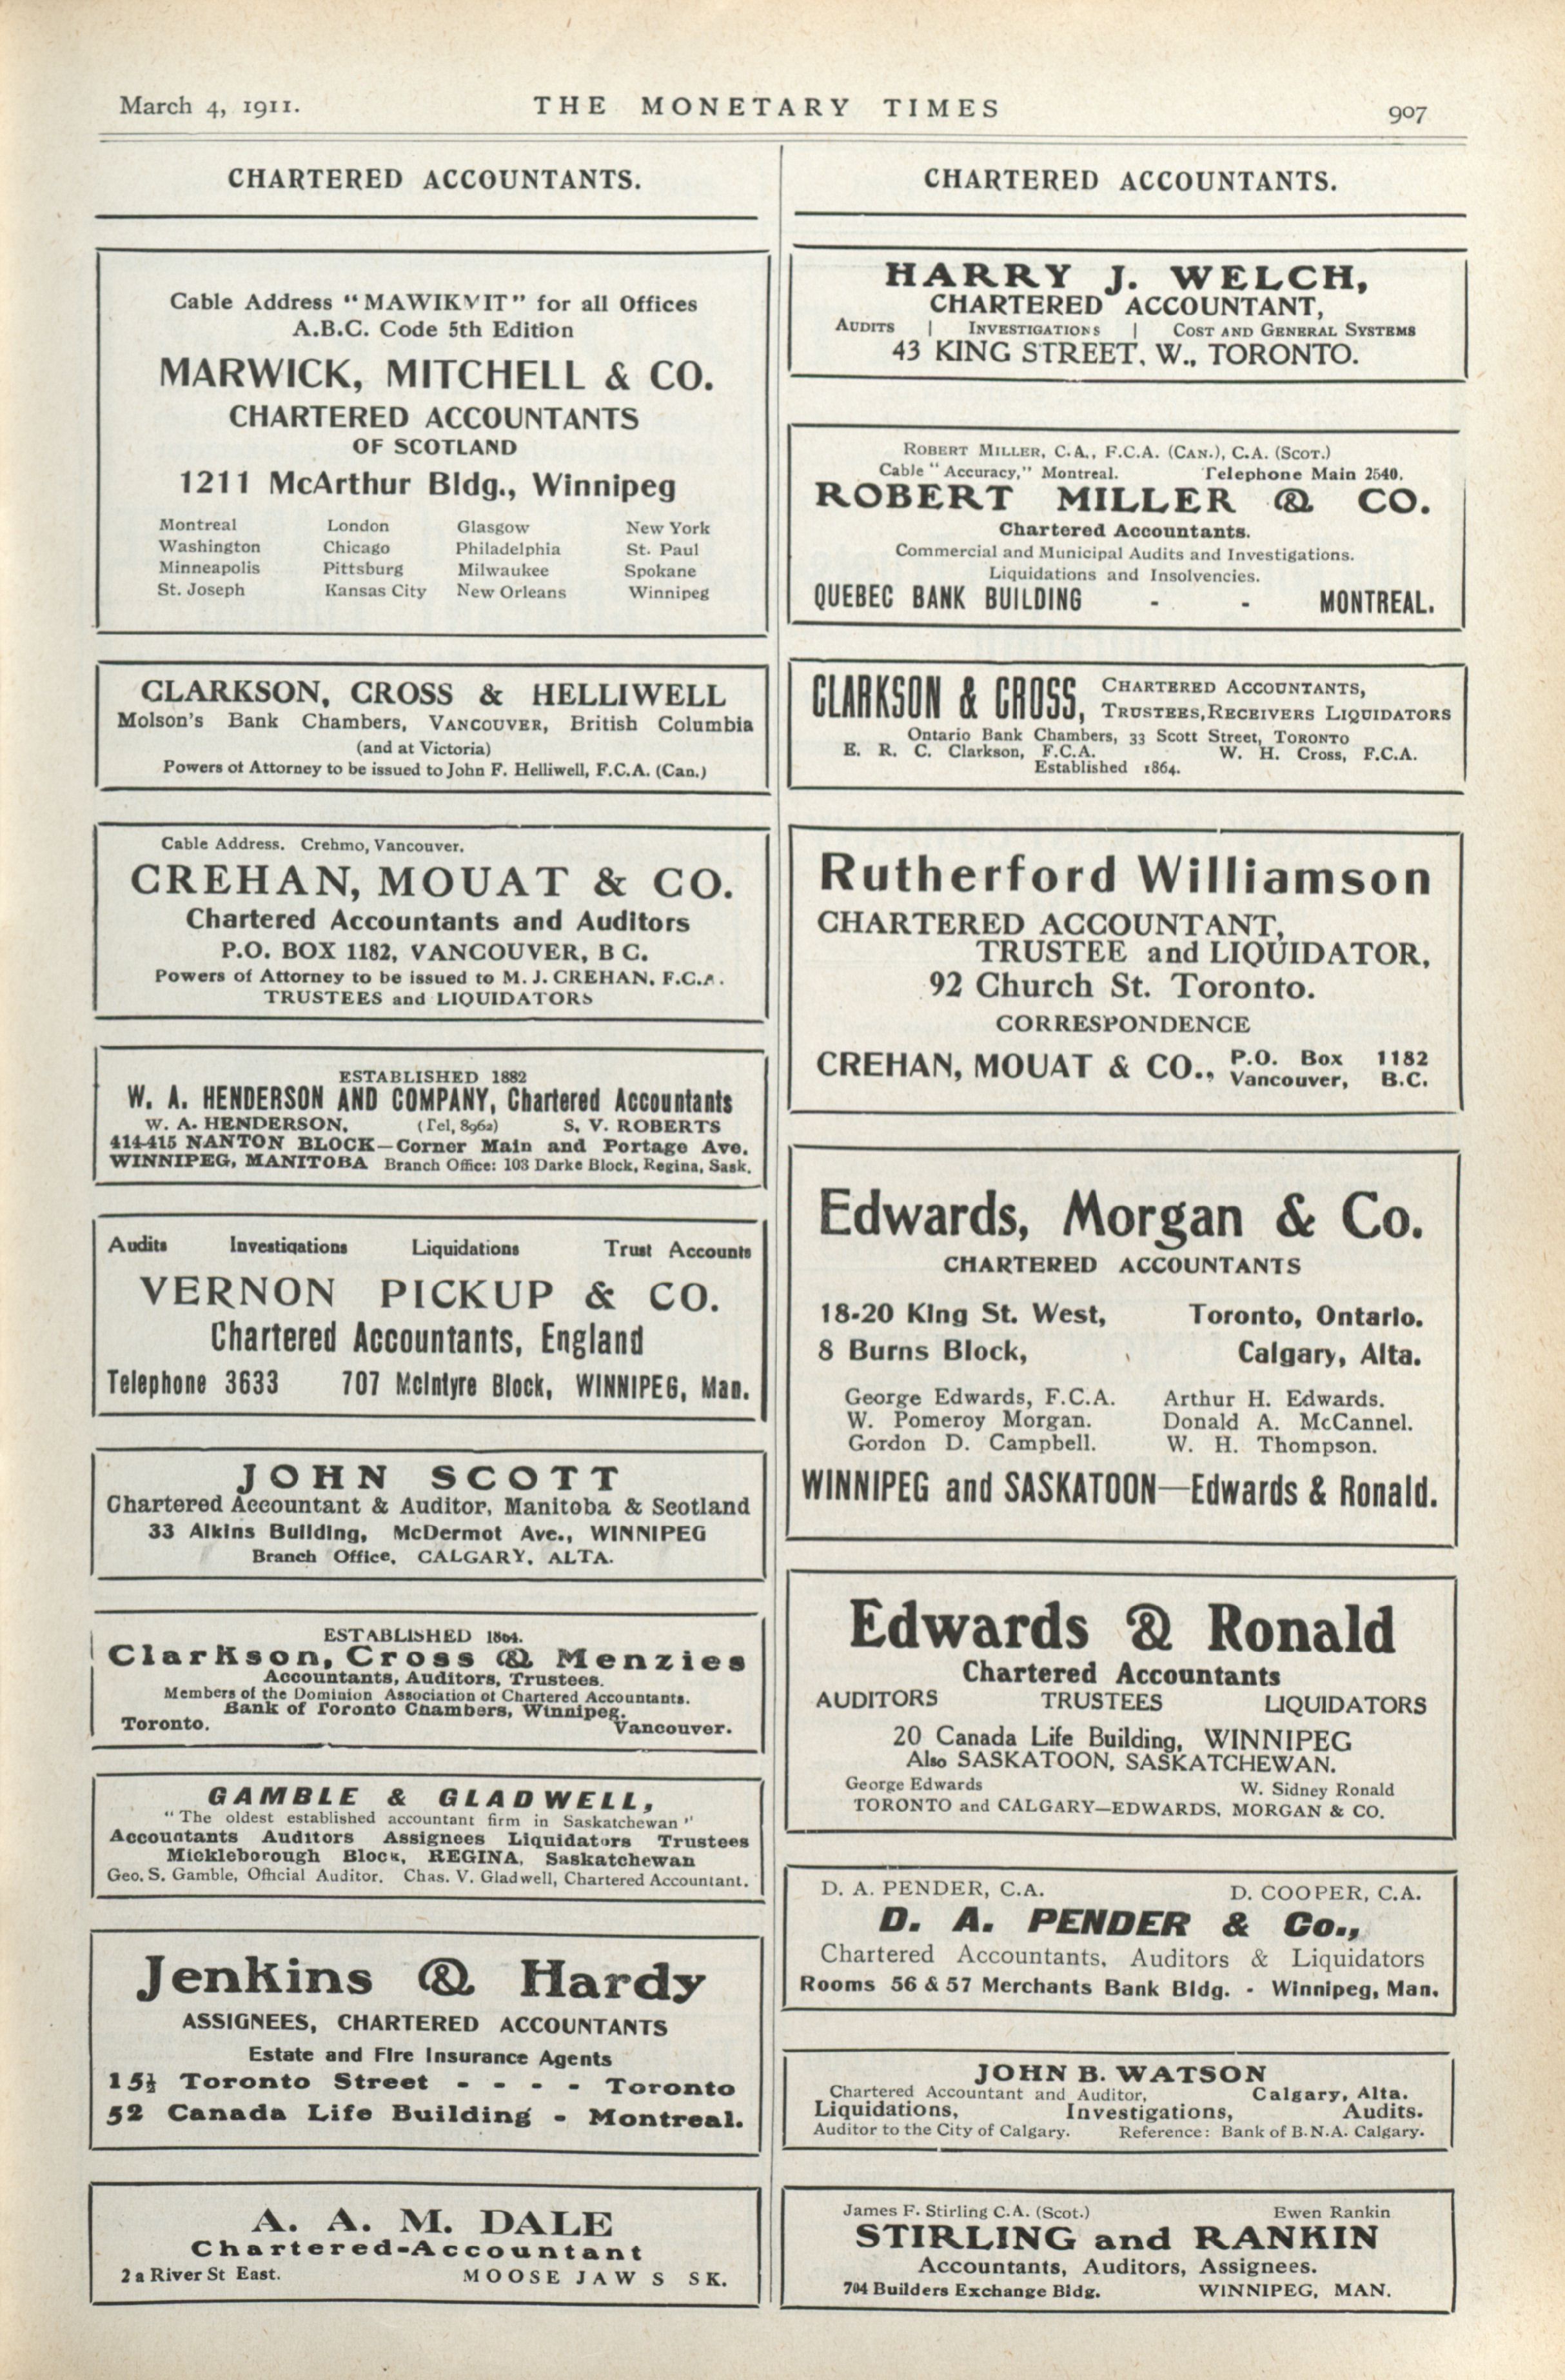 March 4, 1911.
THE MONETARY TIMES
907
CHARTERED ACCOUNTANTS.
Cable Address "MAWIKVIT" for all Offices
A.B.C. Code 5th Edition
MARWICK, MITCHELL & CO.
CHARTERED ACCOUNTANTS
OF SCOTLAND
1211 McArthur Bldg., Winnipeg
Montreal London Glasgow New York
Washington Chicago Philadelphia St. Paul
Minneapolis Pittsburg Milwaukee Spokane
St. Joseph Kansas City New Orleans Winnipeg
CLARKSON, CROSS & HELLIWELL
Molson's Bank Chambers, VANCOUVER, British Columbia
(and at Victoria)
Powers of Attorney to be issued to John F. Helliwell, F.C.A. (Can.)
Cable Address. Crehmo, Vancouver.
CREHAN, MOUAT & CO.
Chartered Accountants and Auditors
P.O. BOX 1182, VANCOUVER, B C.
Powers of Attorney to be issued to M. J. CREHAN, F.C.A.
TRUSTEES and LIQUIDATORS
ESTABLISHED 1882
W. A. HENDERSON AND COMPANY, Chartered Accountants
W. A. HENDERSON. (Tel, 8962) S. V. ROBERTS
414-415 NANTON BLOCK—Corner Main and Portage Ave.
WINNIPEG, MANITOBA Branch Office: 103 Darke Block, Regina, Sask.
Audits Investigations Liquidations Trust Accounts
VERNON PICKUP & CO.
Chartered Accountants, England
Telephone 3633 707 McIntyre Block, WINNIPEG, Man.
JOHN SCOTT
Chartered Accountant & Auditor, Manitoba & Scotland
33 Aikins Building, McDermot Ave., WINNIPEG
Branch Office, CALGARY, ALTA.
ESTABLISHED 1864.
Clarkson, Cross & Menzies
Accountants, Auditors, Trustees.
Members of the Dominion Association of Chartered Accountants.
Bank of Toronto Chambers, Winnipeg.
Toronto. Vancouver.
GAMBLE & GLADWELL,
"The oldest established accountant firm in Saskatchewan"
Accountants Auditors Assignees Liquidators Trustees
Mickleborough Block, REGINA, Saskatchewan
Geo. S. Gamble, Official Auditor. Chas. V. Gladwell, Chartered Accountant.
Jenkins & Hardy
ASSIGNEES, CHARTERED ACCOUNTANTS
Estate and Fire Insurance Agents
15½ Toronto Street - - - - Toronto
52 Canada Life Building - Montreal.
A. A. M. DALE
Chartered-Accountant
2a River St East. MOOSE JAW S SK.
CHARTERED ACCOUNTANTS.
HARRY J. WELCH,
CHARTERED ACCOUNTANT,
AUDITS | INVESTIGATIONS | COST AND GENERAL SYSTEMS
43 KING STREET. W., TORONTO.
ROBERT MILLER, C.A., F.C.A. (CAN.), C.A. (SCOT.)
Cable "Accuracy," Montreal. Telephone Main 2540.
ROBERT MILLER & CO.
Chartered Accountants.
Commercial and Municipal Audits and Investigations.
Liquidations and Insolvencies.
QUEBEC BANK BUILDING - - MONTREAL.
CLARKSON & CROSS, CHARTERED ACCOUNTANTS,
TRUSTEES, RECEIVERS LIQUIDATORS
Ontario Bank Chambers, 33 Scott Street, TORONTO
E. R. C. Clarkson, F.C.A. W. H. Cross, F.C.A.
Established 1864.
Rutherford Williamson
CHARTERED ACCOUNTANT,
TRUSTEE and LIQUIDATOR,
92 Church St. Toronto.
CORRESPONDENCE
CREHAN, MOUAT & CO., P.O. Box 1182
Vancouver, B.C.
Edwards, Morgan & Co.
CHARTERED ACCOUNTANTS
18-20 King St. West, Toronto, Ontario.
8 Burns Block, Calgary, Alta.
George Edwards, F.C.A. Arthur H. Edwards.
W. Pomeroy Morgan. Donald A. McCannel.
Gordon D. Campbell. W. H. Thompson.
WINNIPEG and SASKATOON—Edwards & Ronald.
Edwards & Ronald
Chartered Accountants
AUDITORS TRUSTEES LIQUIDATORS
20 Canada Life Building, WINNIPEG
Also SASKATOON, SASKATCHEWAN.
George Edwards W. Sidney Ronald
TORONTO and CALGARY—EDWARDS, MORGAN & CO.
D. A. PENDER, C.A. D. COOPER, C.A.
D. A. PENDER & Co.,
Chartered Accountants, Auditors & Liquidators
Rooms 56 & 57 Merchants Bank Bldg. - Winnipeg, Man.
JOHN B. WATSON
Chartered Accountant and Auditor, Calgary, Alta.
Liquidations, Investigations, Audits.
Auditor to the City of Calgary. Reference: Bank of B.N.A. Calgary.
James F. Stirling C.A. (Scot.) Ewen Rankin
STIRLING and RANKIN
Accountants, Auditors, Assignees.
704 Builders Exchange Bldg. WINNIPEG, MAN.